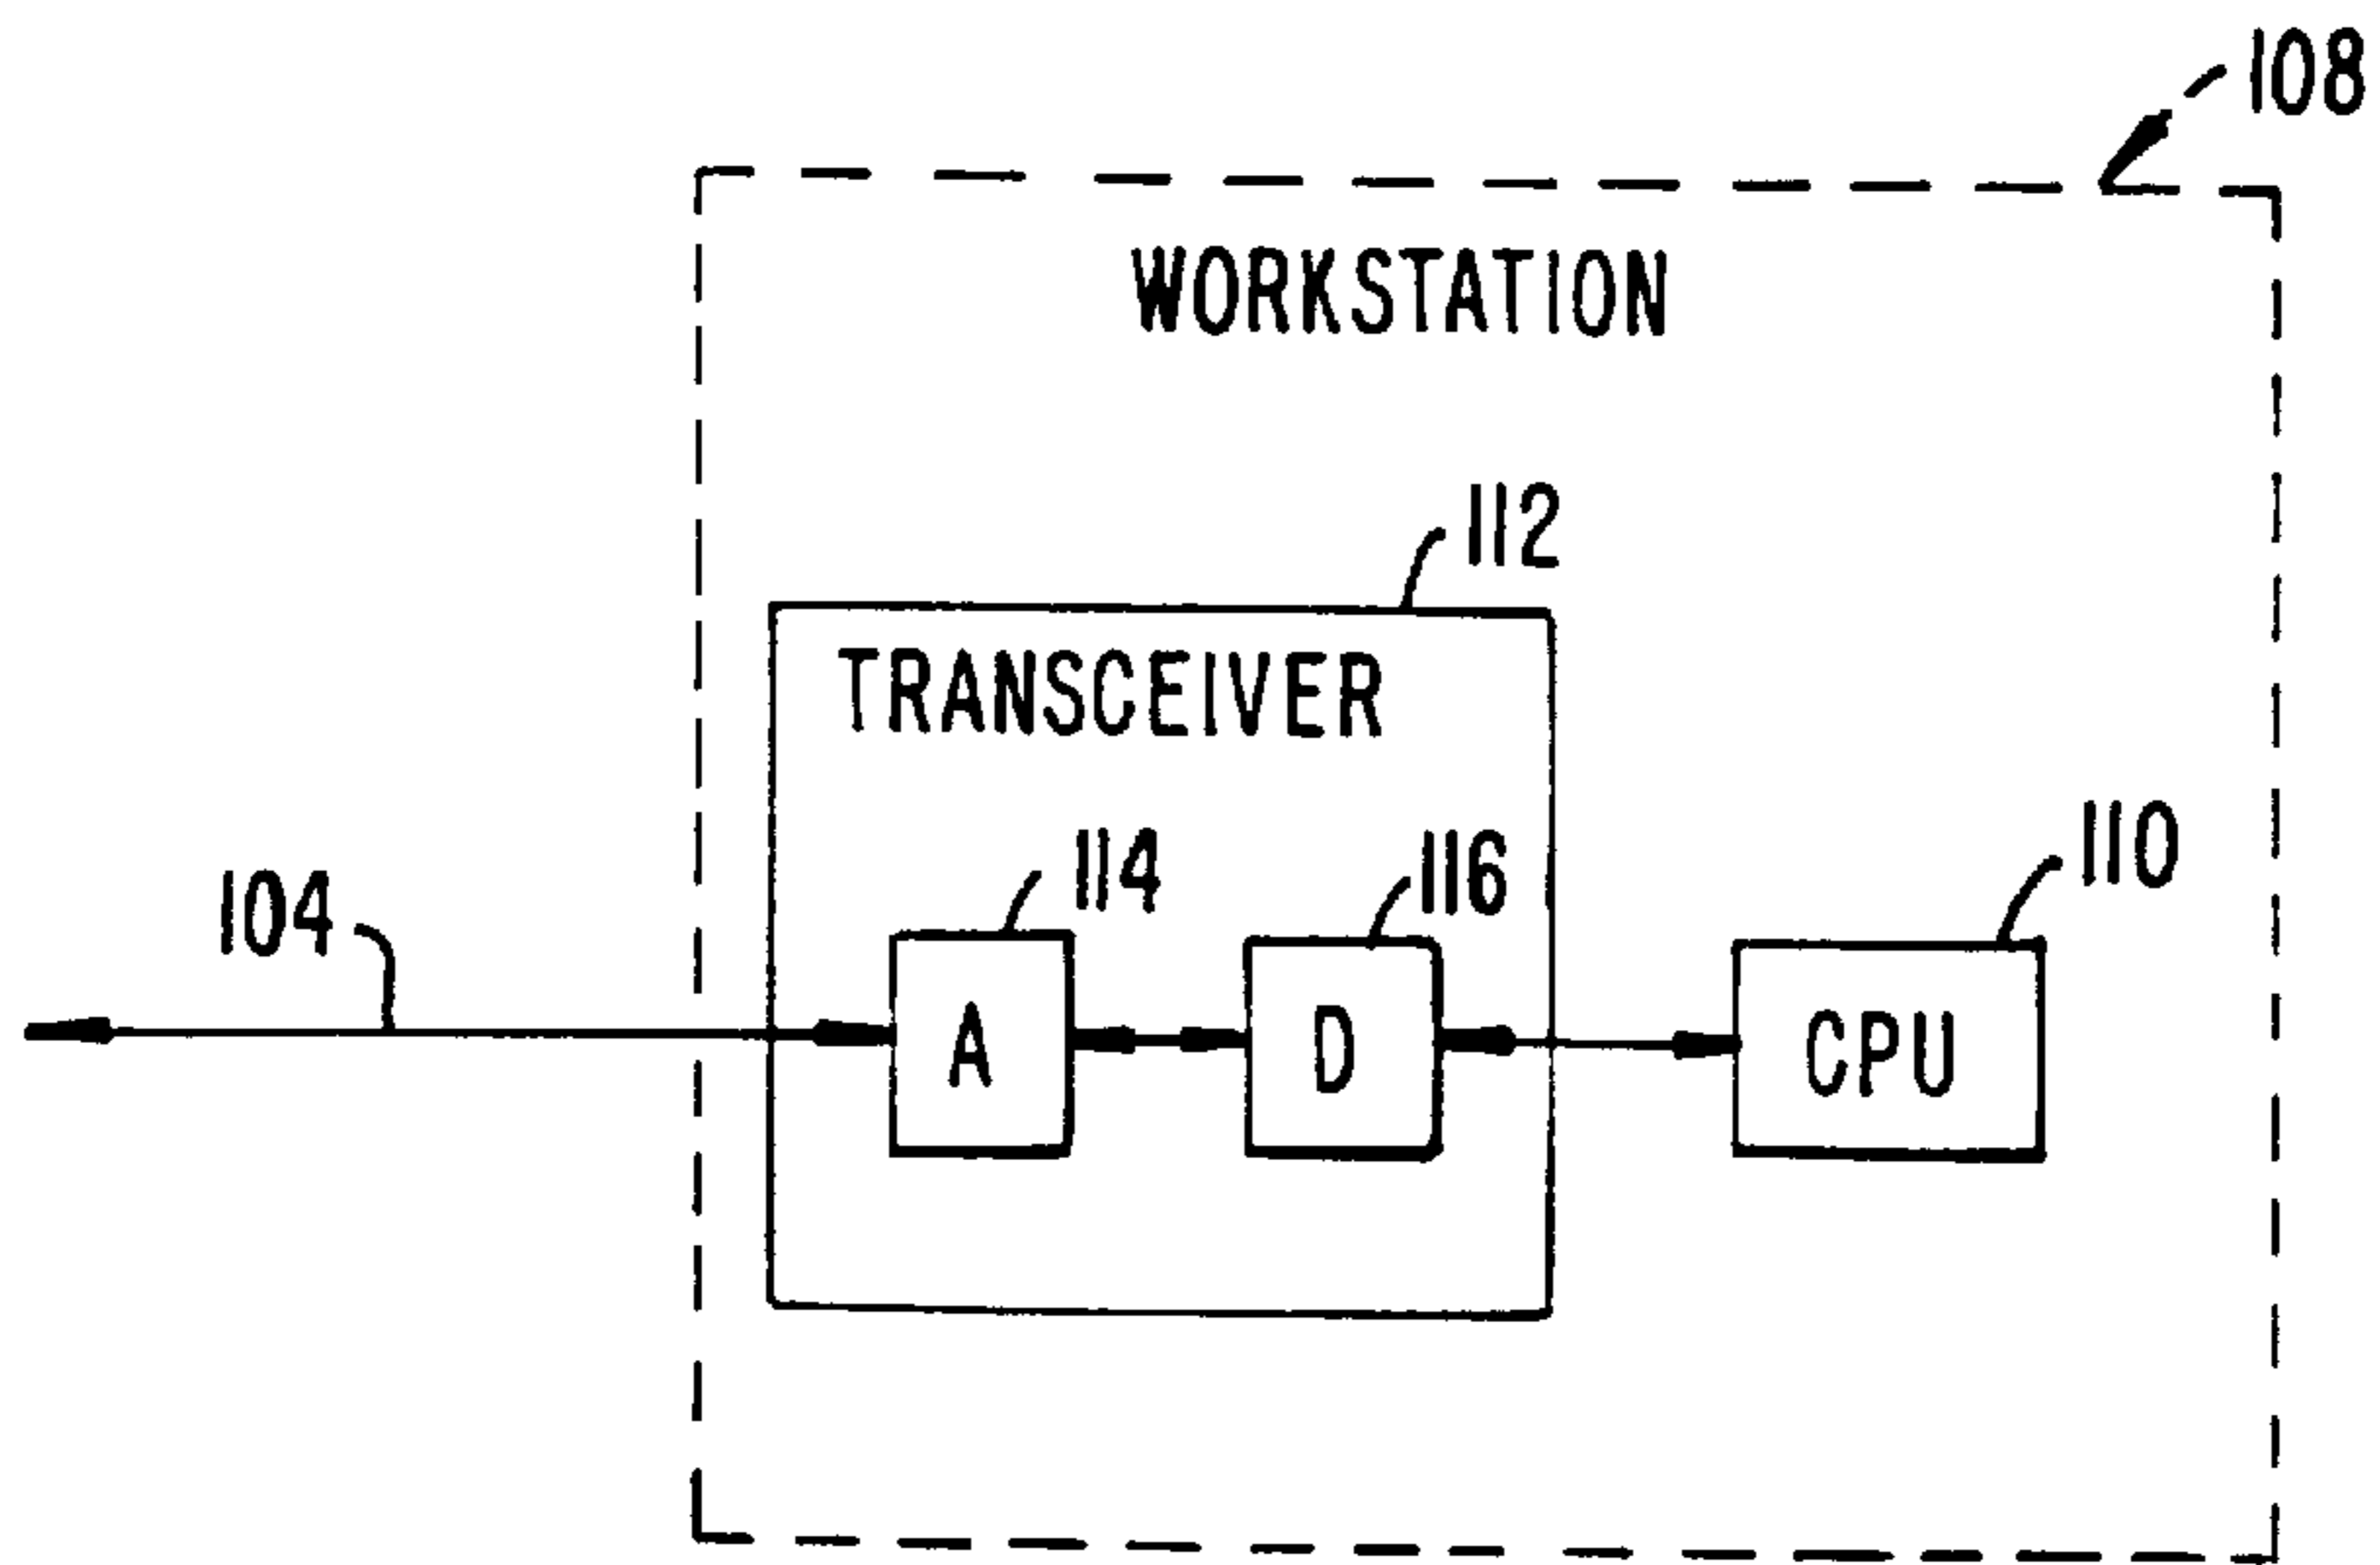 108
WORKSTATION
112
TRANSCEIVER
110
114
116
104
A
D
CPU